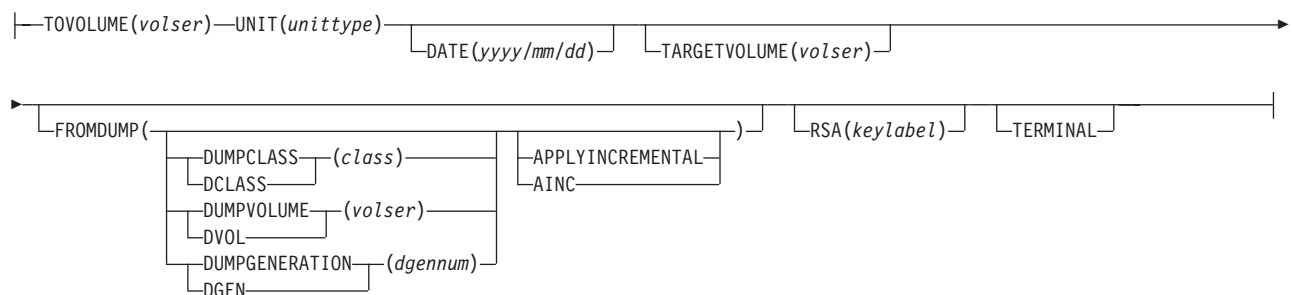 TOVOLUME(volser) UNIT(unittype)
DATE(yyyy/mm/dd) TARGETVOLUME(volser)
FROMDUMP( ) RSA(keylabel) TERMINAL
DUMPCLASS (class) APPLYINCREMENTAL
DCLASS AINC
DUMPVOLUME (volser)
DVOL
DUMPGENERATION (dgennum)
DGEN